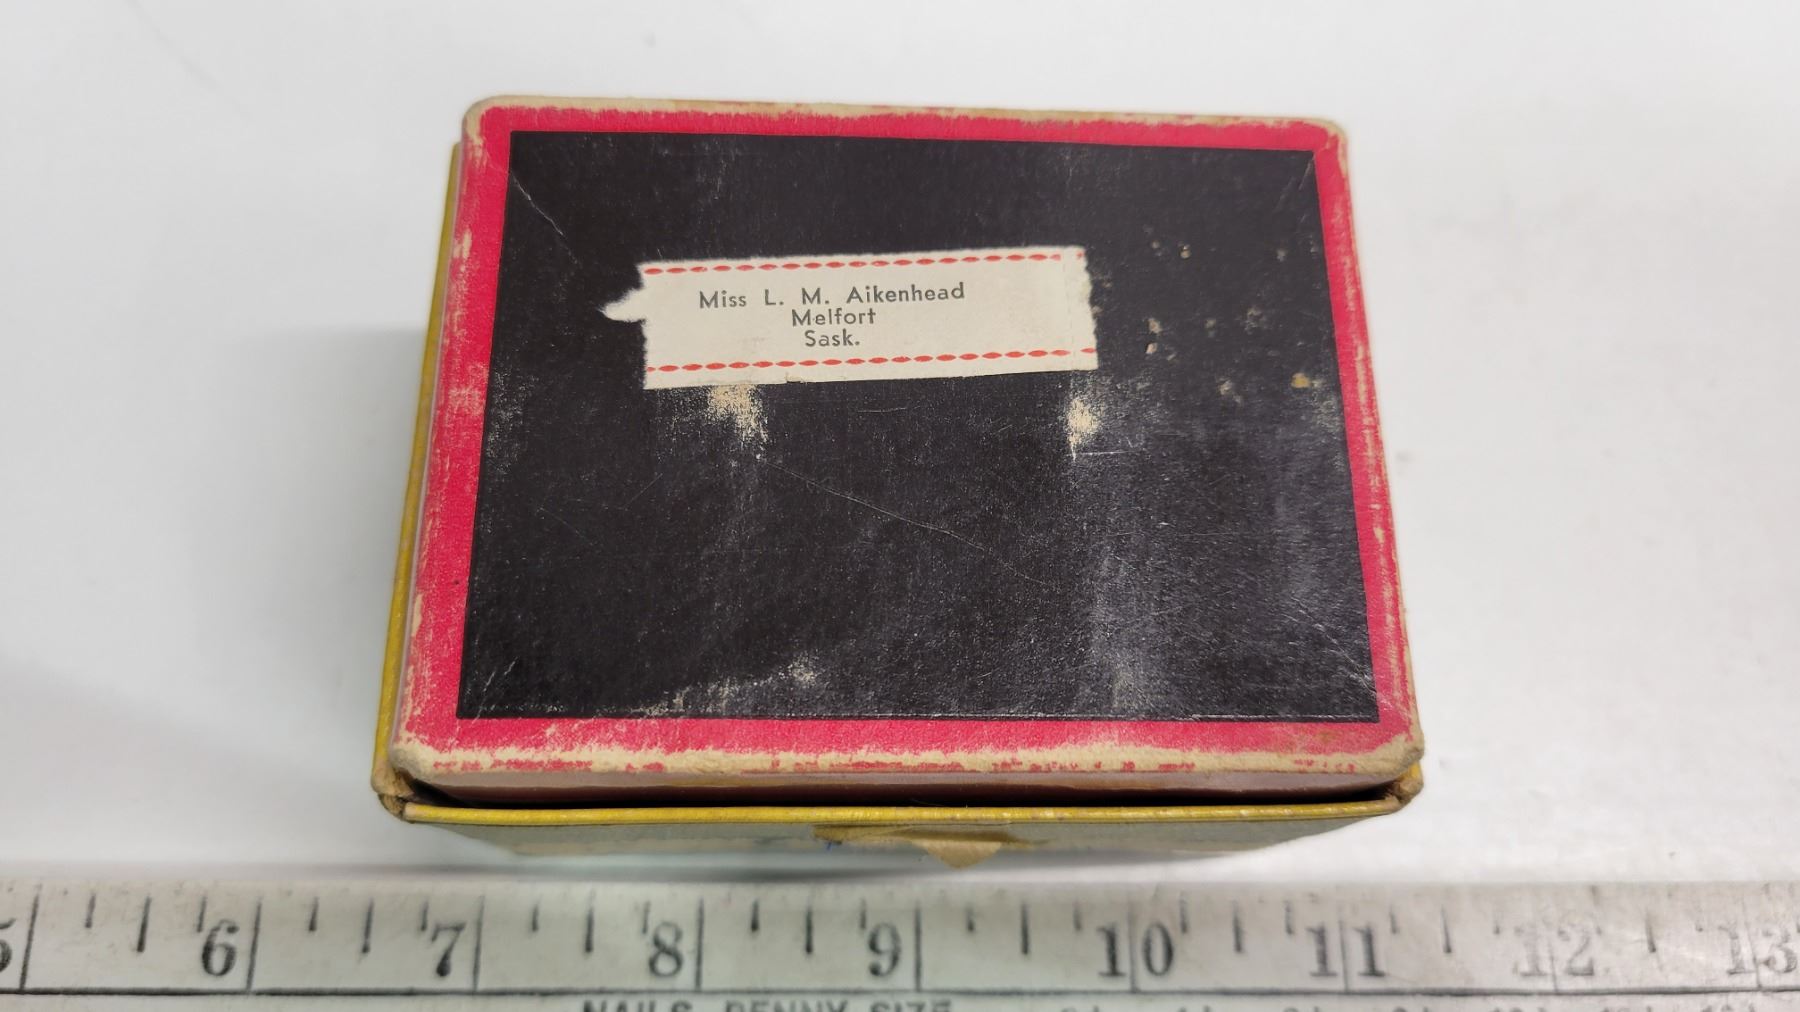 Miss L. M. Aikenhead
Melfort
Sask.
5 6 7 8 9 10 11 12 13
NAILS PENNY SIZE